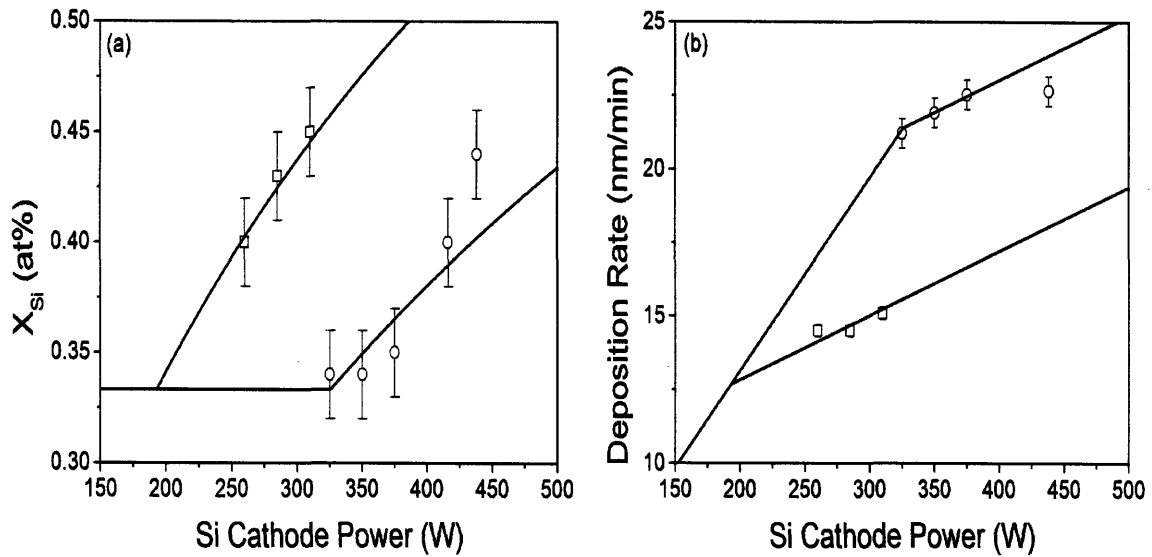 (a)
X_Si (at%)
0.50
0.45
0.40
0.35
0.30
150 200 250 300 350 400 450 500
Si Cathode Power (W)
(b)
Deposition Rate (nm/min)
25
20
15
10
150 200 250 300 350 400 450 500
Si Cathode Power (W)